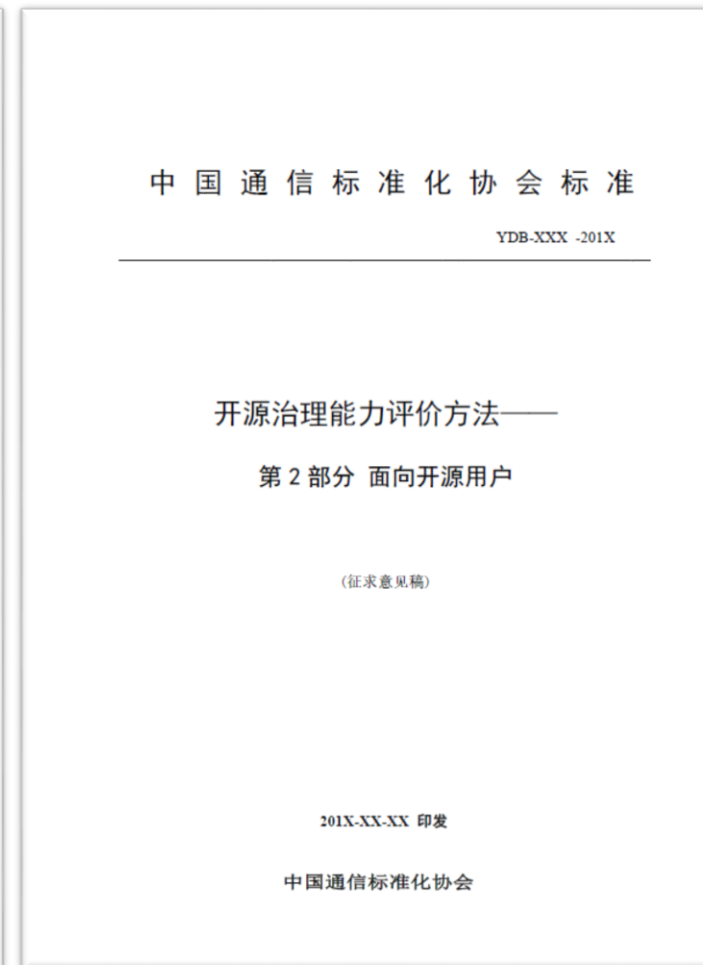 中国通信标准化协会标准
YDB-XXX -201X
开源治理能力评价方法——
第2部分 面向开源用户
(征求意见稿)
201X-XX-XX 印发
中国通信标准化协会